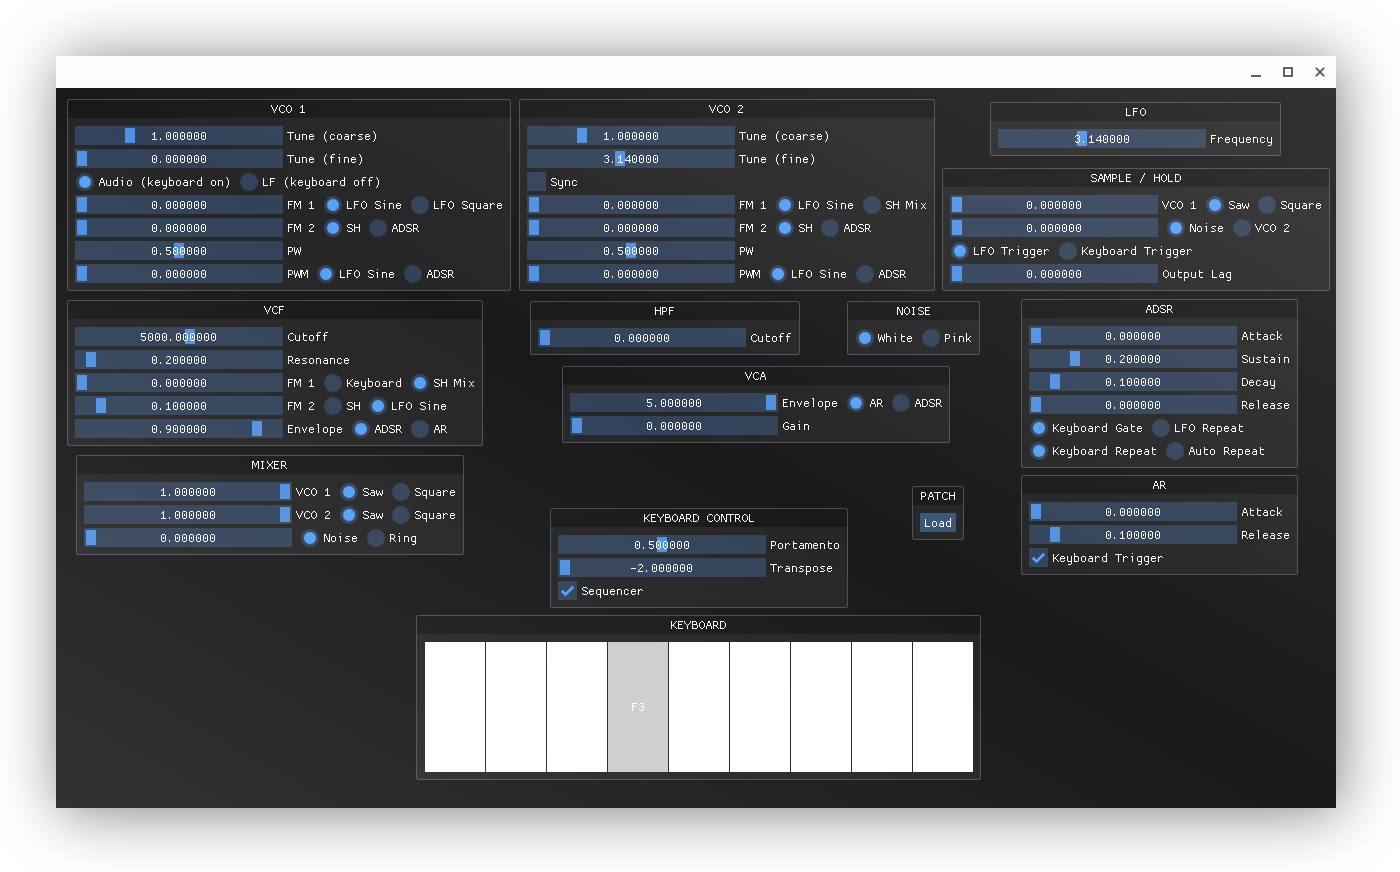 VCO 1
1.000000 Tune (coarse)
0.000000 Tune (fine)
Audio (keyboard on) LF (keyboard off)
0.000000 FM 1 LFO Sine LFO Square
0.000000 FM 2 SH ADSR
0.500000 PW
0.000000 PWM LFO Sine ADSR
VCO 2
1.000000 Tune (coarse)
3.140000 Tune (fine)
Sync
0.000000 FM 1 LFO Sine SH Mix
0.000000 FM 2 SH ADSR
0.500000 PW
0.000000 PWM LFO Sine ADSR
LFO
3.140000 Frequency
SAMPLE / HOLD
0.000000 VCO 1 Saw Square
0.000000 Noise VCO 2
LFO Trigger Keyboard Trigger
0.000000 Output Lag
VCF
5000.000000 Cutoff
0.200000 Resonance
0.000000 FM 1 Keyboard SH Mix
0.100000 FM 2 SH LFO Sine
0.900000 Envelope ADSR AR
HPF
0.000000 Cutoff
NOISE
White Pink
VCA
5.000000 Envelope AR ADSR
0.000000 Gain
ADSR
0.000000 Attack
0.200000 Sustain
0.100000 Decay
0.000000 Release
Keyboard Gate LFO Repeat
Keyboard Repeat Auto Repeat
MIXER
1.000000 VCO 1 Saw Square
1.000000 VCO 2 Saw Square
0.000000 Noise Ring
KEYBOARD CONTROL
0.500000 Portamento
-2.000000 Transpose
Sequencer
PATCH
Load
AR
0.000000 Attack
0.100000 Release
Keyboard Trigger
KEYBOARD
F3